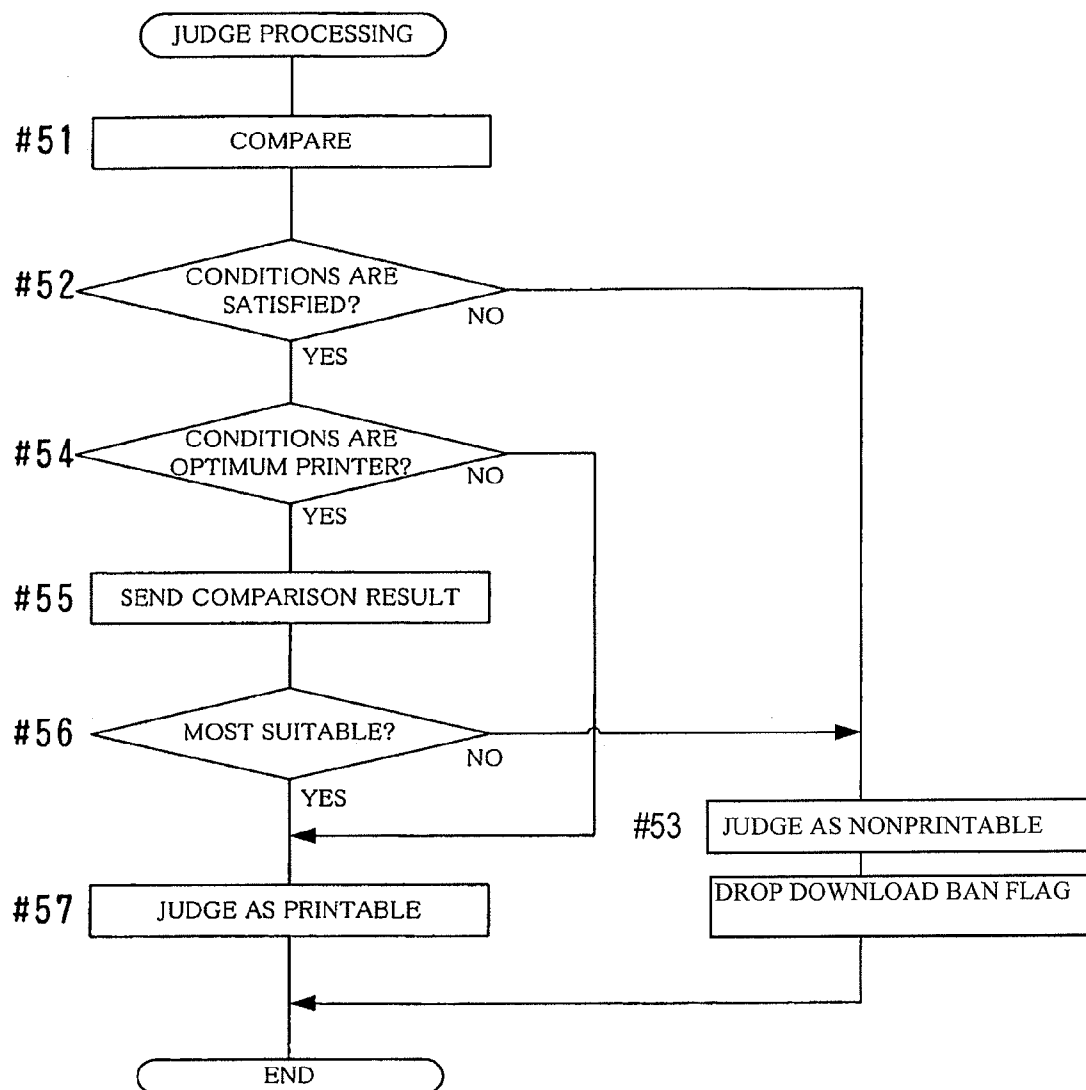 JUDGE PROCESSING
#51
COMPARE
#52
CONDITIONS ARE
SATISFIED?
NO
YES
#54
CONDITIONS ARE
OPTIMUM PRINTER?
NO
YES
#55
SEND COMPARISON RESULT
#56
MOST SUITABLE?
NO
YES
#53
JUDGE AS NONPRINTABLE
#57
JUDGE AS PRINTABLE
DROP DOWNLOAD BAN FLAG
END